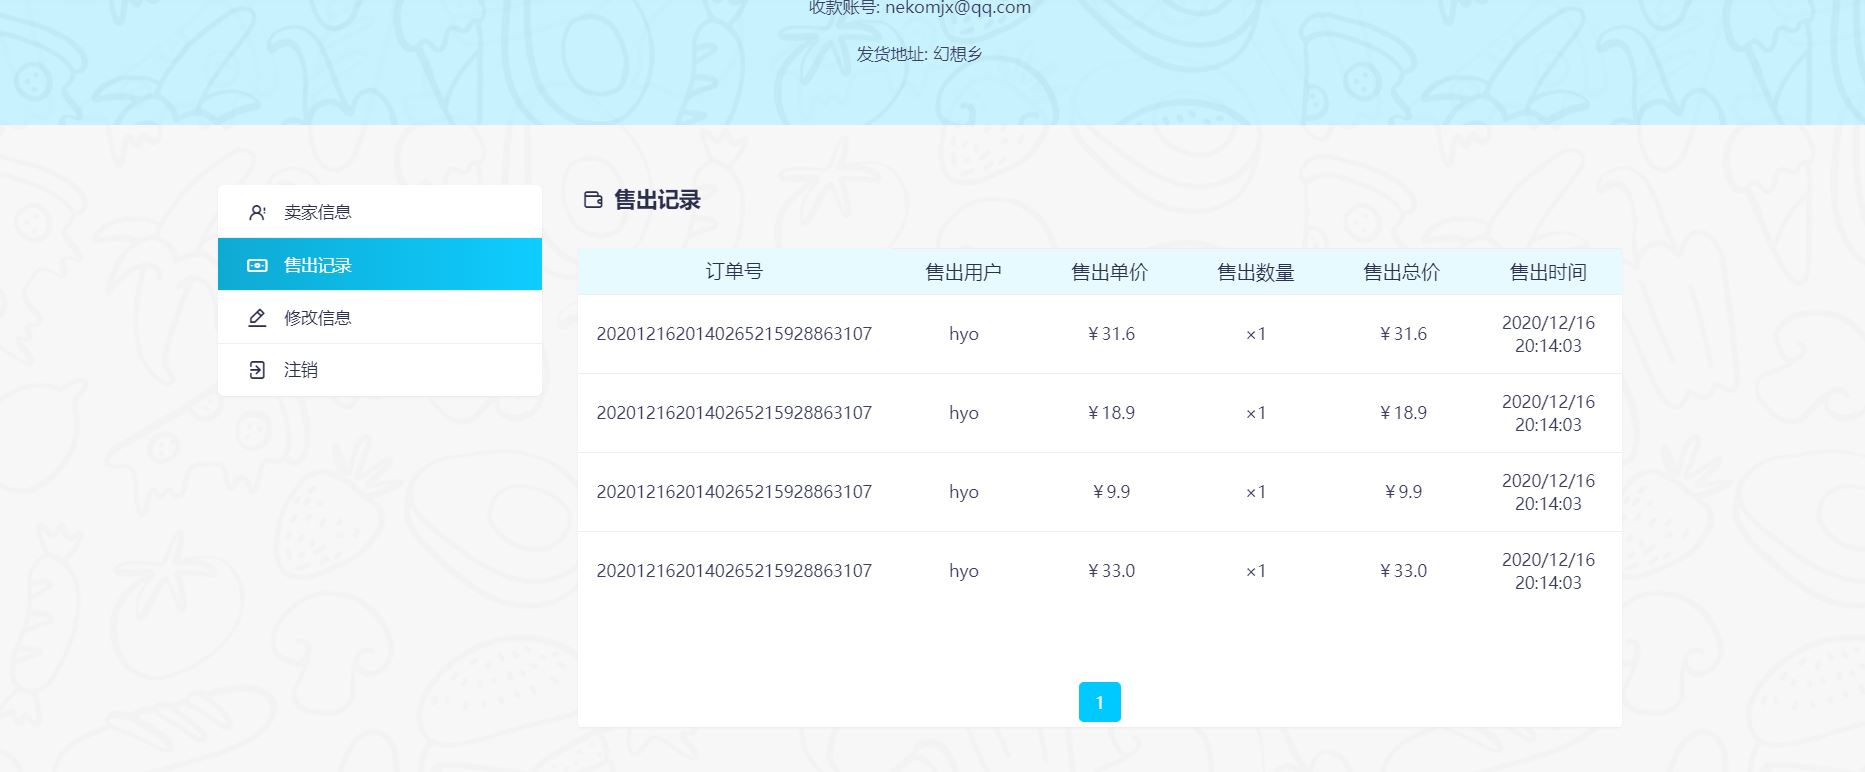 收款账号: nekomjx@qq.com
发货地址: 幻想乡
卖家信息
售出记录
修改信息
注销
售出记录
订单号 售出用户 售出单价 售出数量 售出总价 售出时间
2020121620140265215928863107 hyo ￥31.6 ×1 ￥31.6 2020/12/16
20:14:03
2020121620140265215928863107 hyo ￥18.9 ×1 ￥18.9 2020/12/16
20:14:03
2020121620140265215928863107 hyo ￥9.9 ×1 ￥9.9 2020/12/16
20:14:03
2020121620140265215928863107 hyo ￥33.0 ×1 ￥33.0 2020/12/16
20:14:03
1